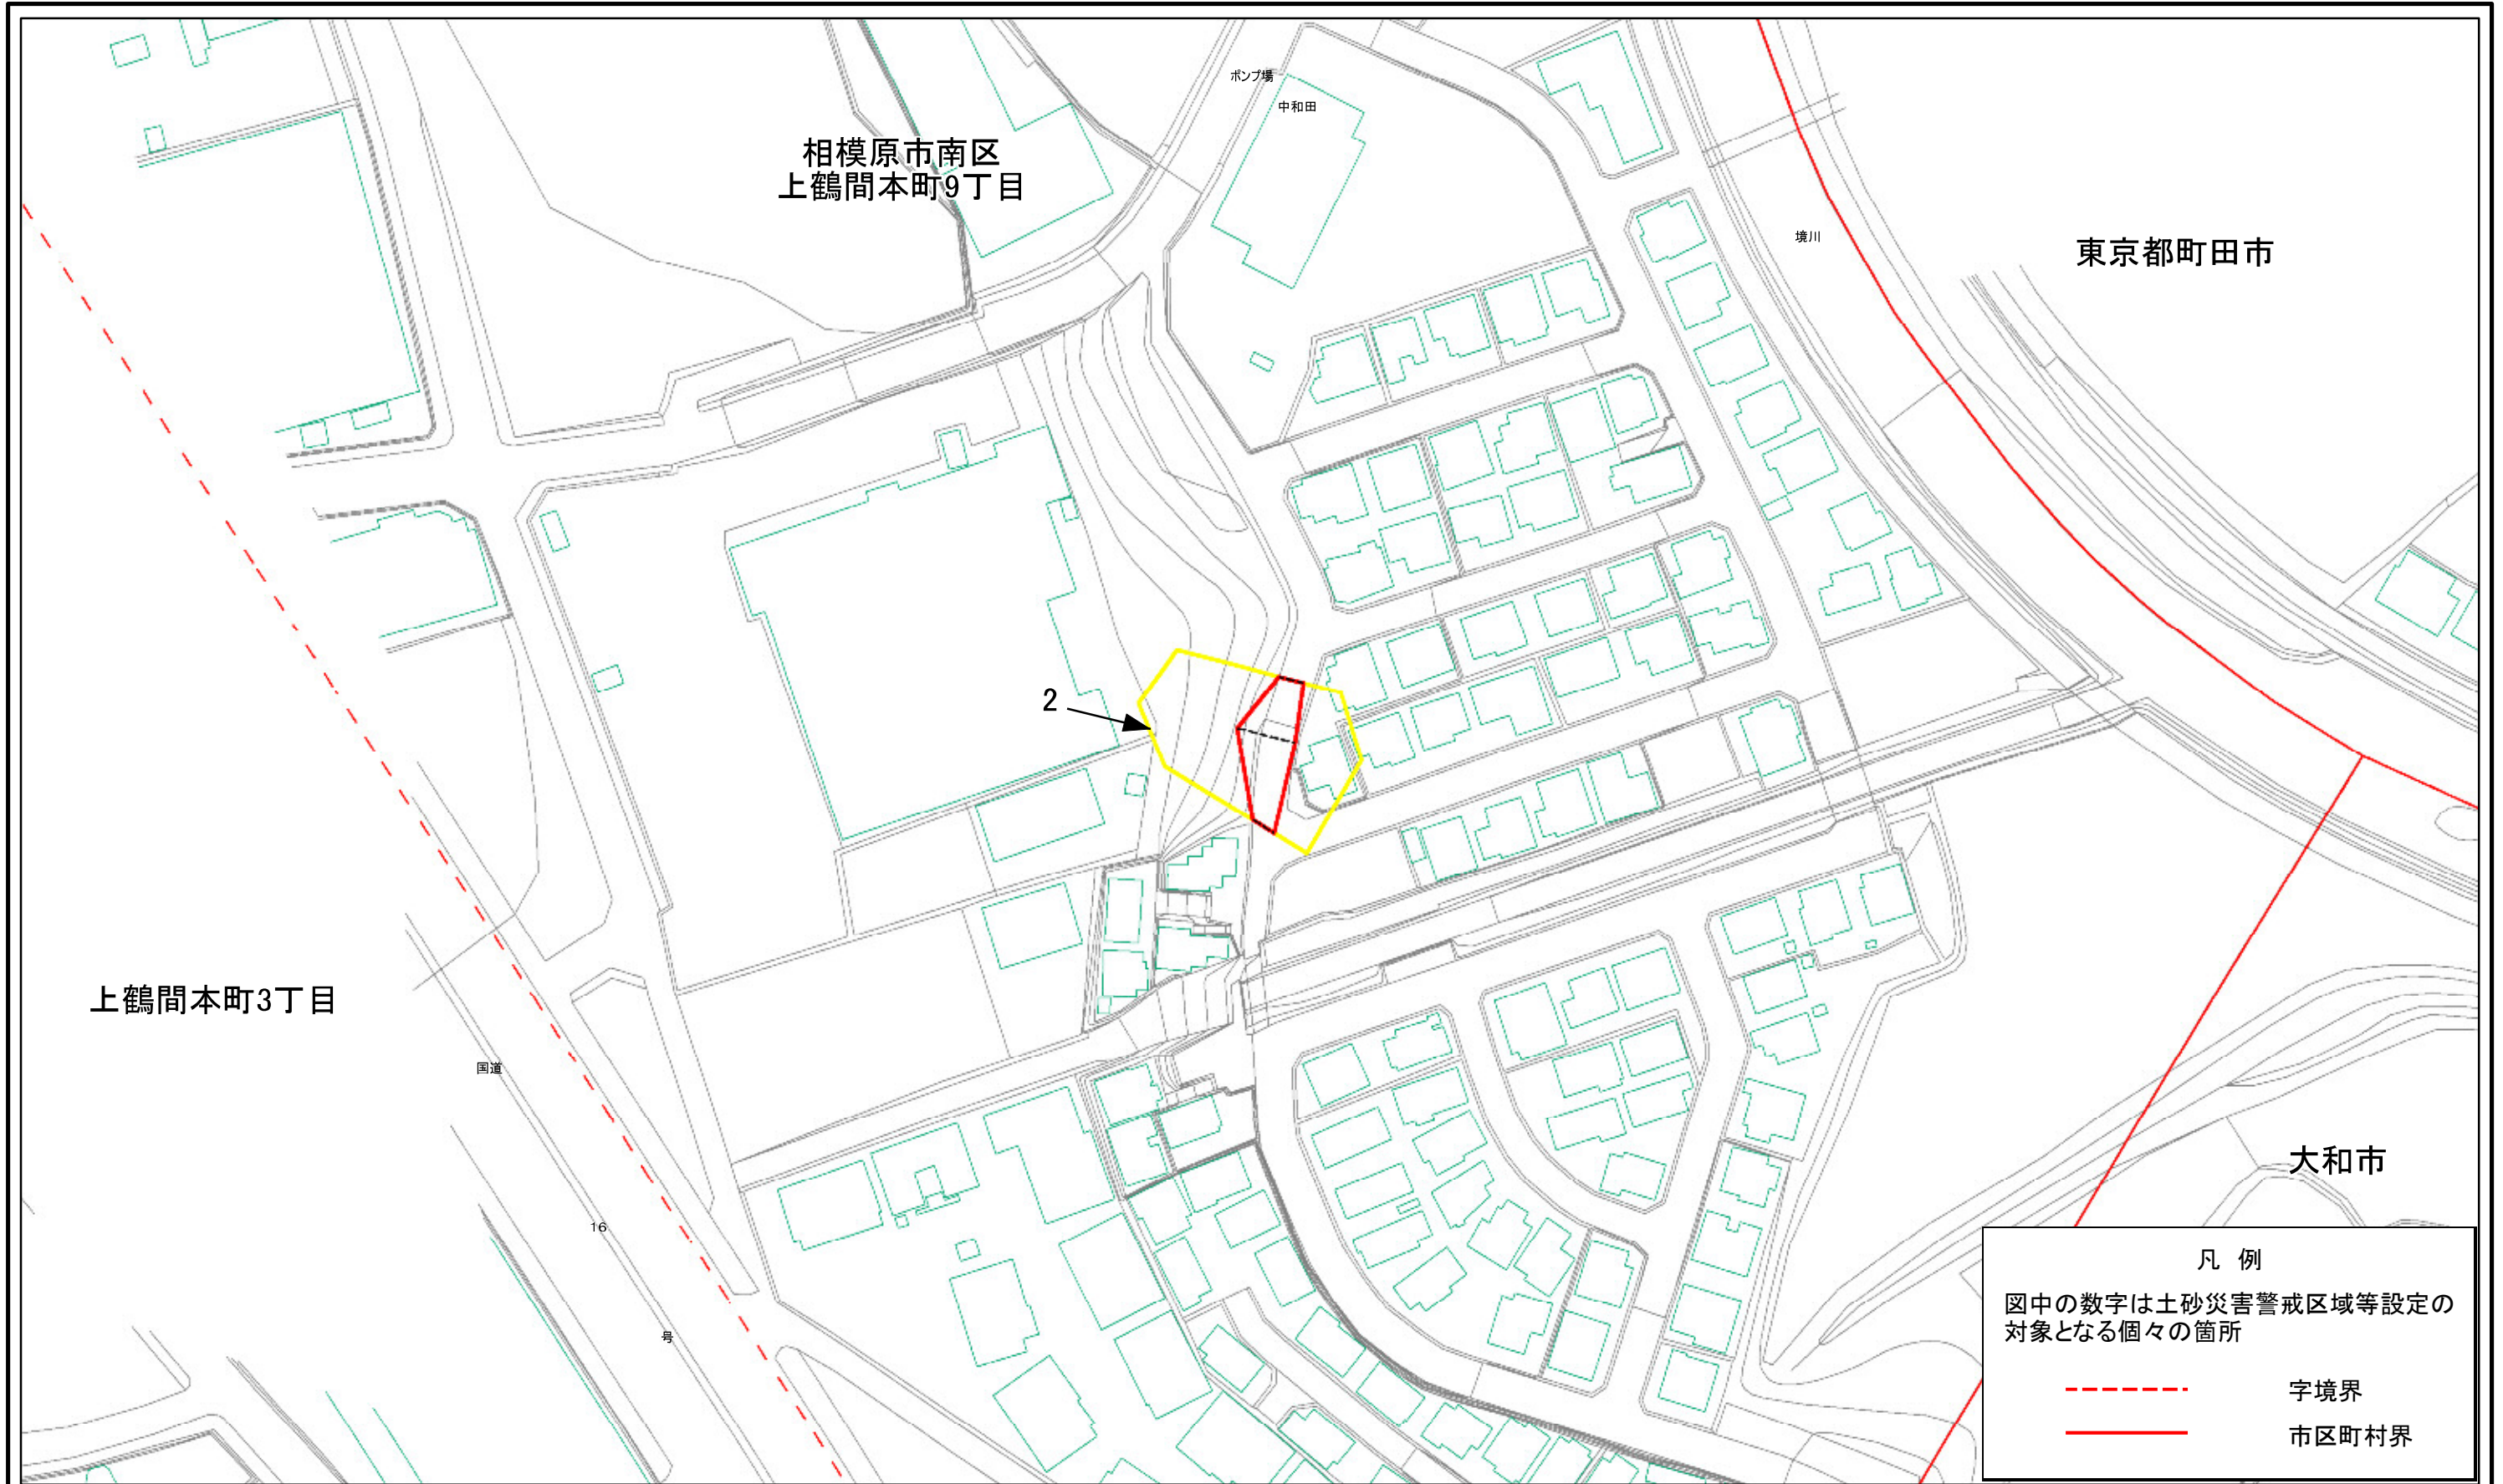 ポンプ場
中和田
相模原市南区
上鶴間本町9丁目
境川
東京都町田市
2
上鶴間本町3丁目
国道
16
号
大和市
凡 例
図中の数字は土砂災害警戒区域等設定の
対象となる個々の箇所
字境界
市区町村界